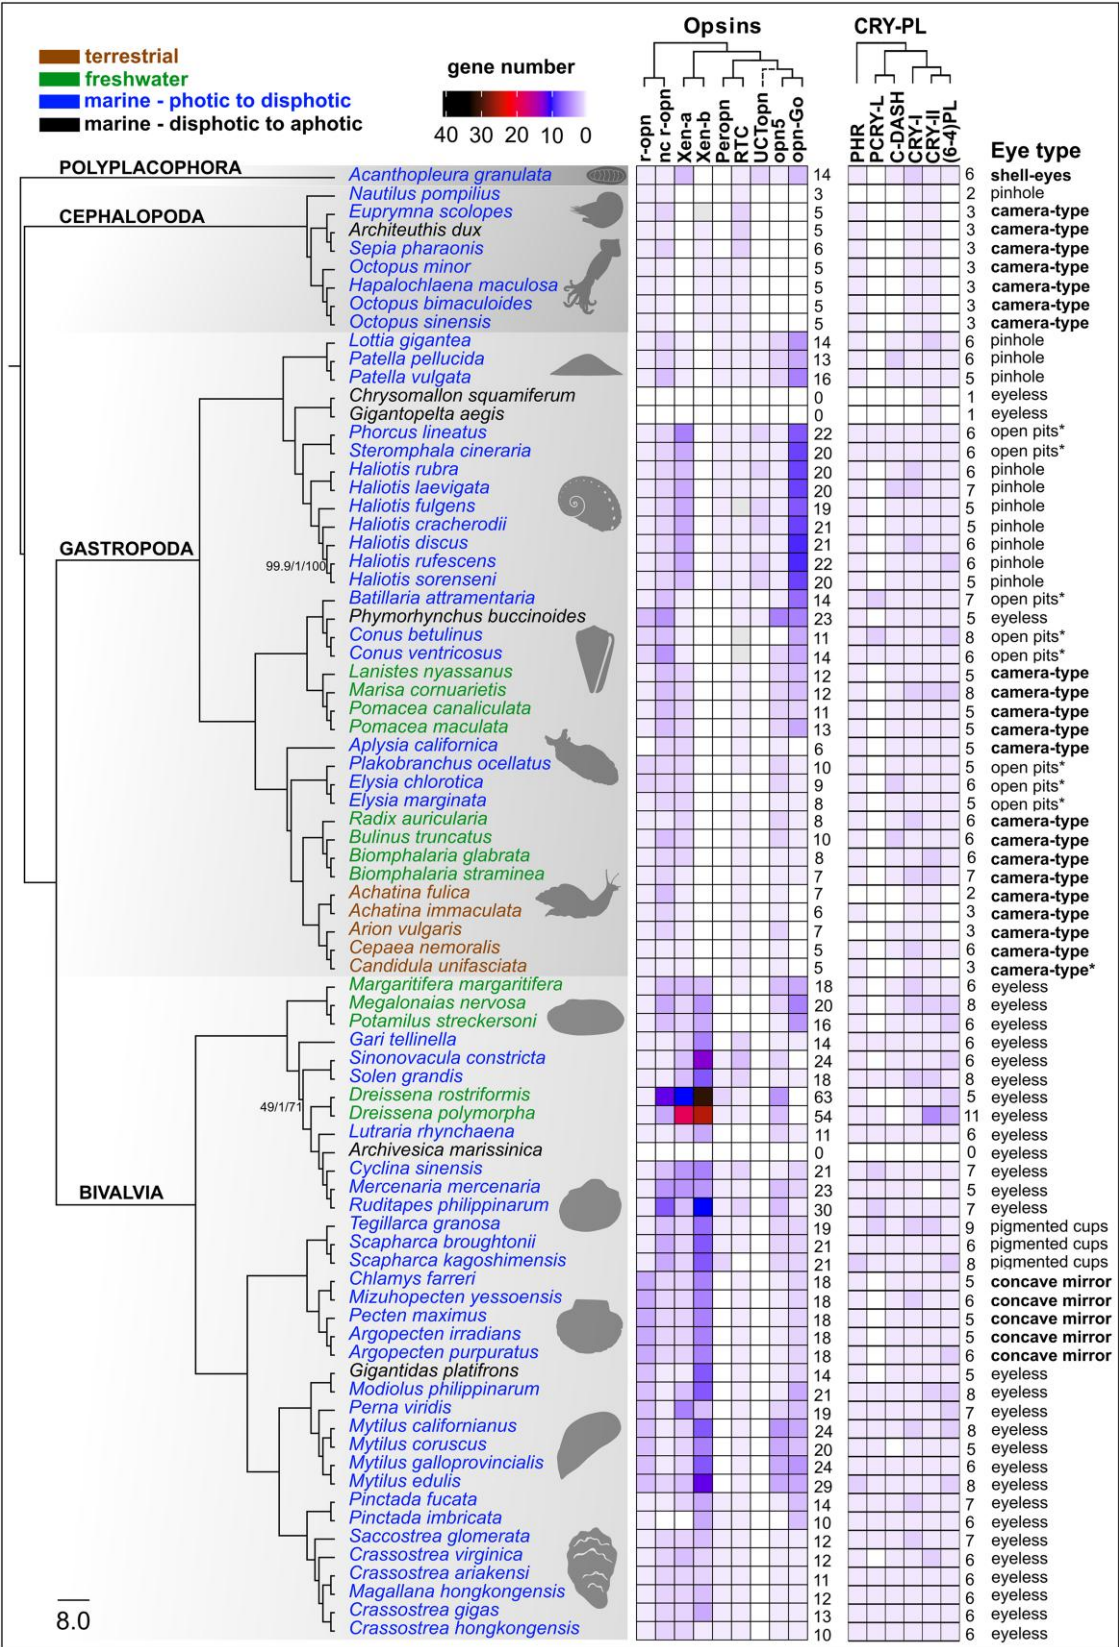 Opsins CRY-PL
terrestrial
freshwater
marine - photic to disphotic
marine - disphotic to aphotic
gene number
40 30 20 10 0
r-opn nc r-opn Xen-a Xen-b Peropn RTC UCTopn opn5 opn-Go PHR PCRY-L C-DASH CRY-I CRY-II (6-4)PL Eye type
POLYPLACOPHORA
CEPHALOPODA
GASTROPODA
BIVALVIA
99.9/1/100
49/1/71
8.0
Acanthopleura granulata 14 6 shell-eyes
Nautilus pompilius 3 2 pinhole
Euprymna scolopes 5 3 camera-type
Architeuthis dux 5 3 camera-type
Sepia pharaonis 6 3 camera-type
Octopus minor 5 3 camera-type
Hapalochlaena maculosa 5 3 camera-type
Octopus bimaculoides 5 3 camera-type
Octopus sinensis 5 3 camera-type
Lottia gigantea 14 6 pinhole
Patella pellucida 13 6 pinhole
Patella vulgata 16 5 pinhole
Chrysomallon squamiferum 0 1 eyeless
Gigantopelta aegis 0 1 eyeless
Phorcus lineatus 22 6 open pits*
Steromphala cineraria 20 6 open pits*
Haliotis rubra 20 6 pinhole
Haliotis laevigata 20 7 pinhole
Haliotis fulgens 19 5 pinhole
Haliotis cracherodii 21 5 pinhole
Haliotis discus 21 6 pinhole
Haliotis rufescens 22 6 pinhole
Haliotis sorenseni 20 5 pinhole
Batillaria attramentaria 14 7 open pits*
Phymorhynchus buccinoides 23 5 eyeless
Conus betulinus 11 8 open pits*
Conus ventricosus 14 6 open pits*
Lanistes nyassanus 12 5 camera-type
Marisa cornuarietis 12 8 camera-type
Pomacea canaliculata 11 5 camera-type
Pomacea maculata 13 5 camera-type
Aplysia californica 6 5 camera-type
Plakobranchus ocellatus 10 5 open pits*
Elysia chlorotica 9 6 open pits*
Elysia marginata 8 5 open pits*
Radix auricularia 8 6 camera-type
Bulinus truncatus 10 6 camera-type
Biomphalaria glabrata 8 6 camera-type
Biomphalaria straminea 7 7 camera-type
Achatina fulica 7 2 camera-type
Achatina immaculata 6 3 camera-type
Arion vulgaris 7 3 camera-type
Cepaea nemoralis 5 6 camera-type
Candidula unifasciata 5 3 camera-type*
Margaritifera margaritifera 18 6 eyeless
Megalonaias nervosa 20 8 eyeless
Potamilus streckersoni 16 6 eyeless
Gari tellinella 14 6 eyeless
Sinonovacula constricta 24 6 eyeless
Solen grandis 18 8 eyeless
Dreissena rostriformis 63 5 eyeless
Dreissena polymorpha 54 11 eyeless
Lutraria rhynchaena 11 6 eyeless
Archivesica marissinica 0 0 eyeless
Cyclina sinensis 21 7 eyeless
Mercenaria mercenaria 23 5 eyeless
Ruditapes philippinarum 30 7 eyeless
Tegillarca granosa 19 9 pigmented cups
Scapharca broughtonii 21 6 pigmented cups
Scapharca kagoshimensis 21 8 pigmented cups
Chlamys farreri 18 5 concave mirror
Mizuhopecten yessoensis 18 6 concave mirror
Pecten maximus 18 5 concave mirror
Argopecten irradians 18 5 concave mirror
Argopecten purpuratus 18 6 concave mirror
Gigantidas platifrons 14 5 eyeless
Modiolus philippinarum 21 8 eyeless
Perna viridis 19 7 eyeless
Mytilus californianus 24 8 eyeless
Mytilus coruscus 20 5 eyeless
Mytilus galloprovincialis 24 6 eyeless
Mytilus edulis 29 8 eyeless
Pinctada fucata 14 7 eyeless
Pinctada imbricata 10 6 eyeless
Saccostrea glomerata 12 7 eyeless
Crassostrea virginica 12 6 eyeless
Crassostrea ariakensi 11 6 eyeless
Magallana hongkongensis 12 6 eyeless
Crassostrea gigas 13 6 eyeless
Crassostrea hongkongensis 10 6 eyeless